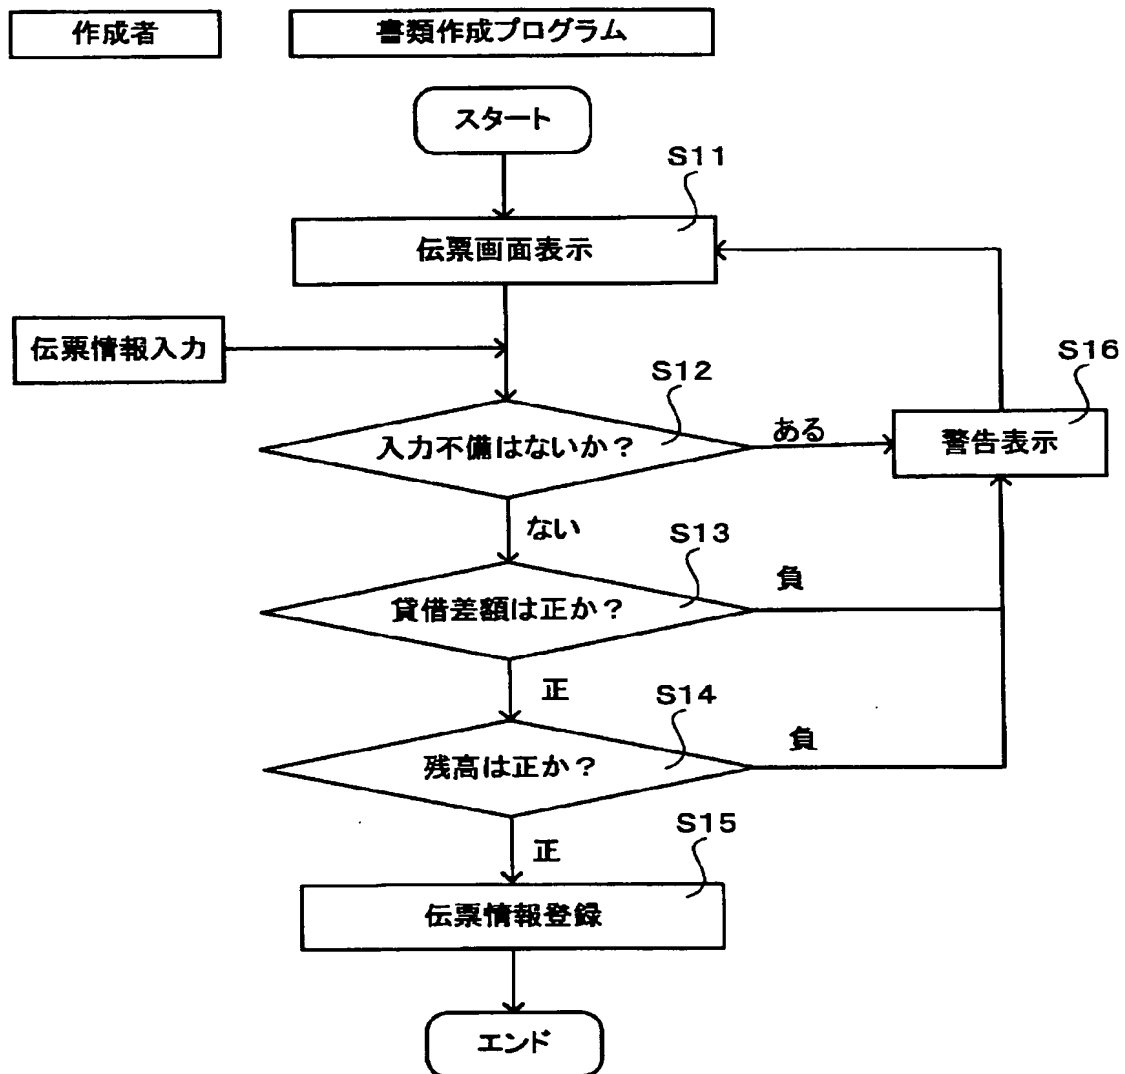 作成者
書類作成プログラム
スタート
S11
伝票画面表示
伝票情報入力
S12
S16
入力不備はないか？
ある
警告表示
ない
S13
貸借差額は正か？
負
正
S14
残高は正か？
負
正
S15
伝票情報登録
エンド